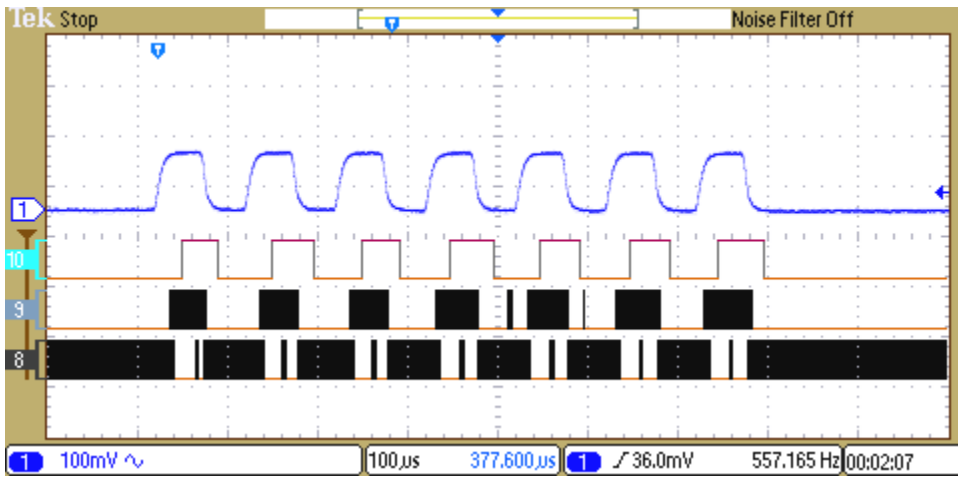 Tek Stop Noise Filter Off
T
T
1
10
9
8
1 100mV 100µs 377.600µs 1 36.0mV 557.165 Hz 00:02:07